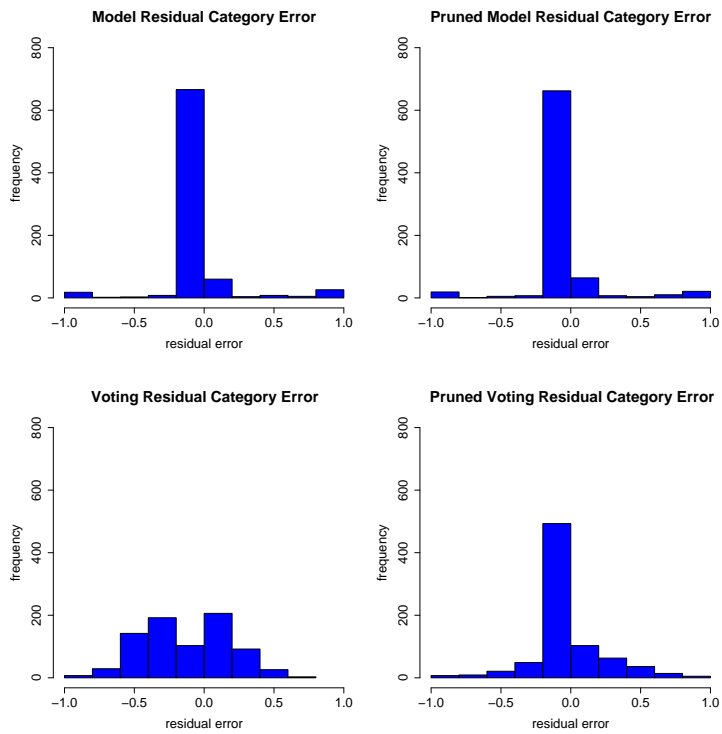 Model Residual Category Error
800
600
400
200
0
frequency
−1.0 −0.5 0.0 0.5 1.0
residual error
Pruned Model Residual Category Error
800
600
400
200
0
frequency
−1.0 −0.5 0.0 0.5 1.0
residual error
Voting Residual Category Error
800
600
400
200
0
frequency
−1.0 −0.5 0.0 0.5 1.0
residual error
Pruned Voting Residual Category Error
800
600
400
200
0
frequency
−1.0 −0.5 0.0 0.5 1.0
residual error